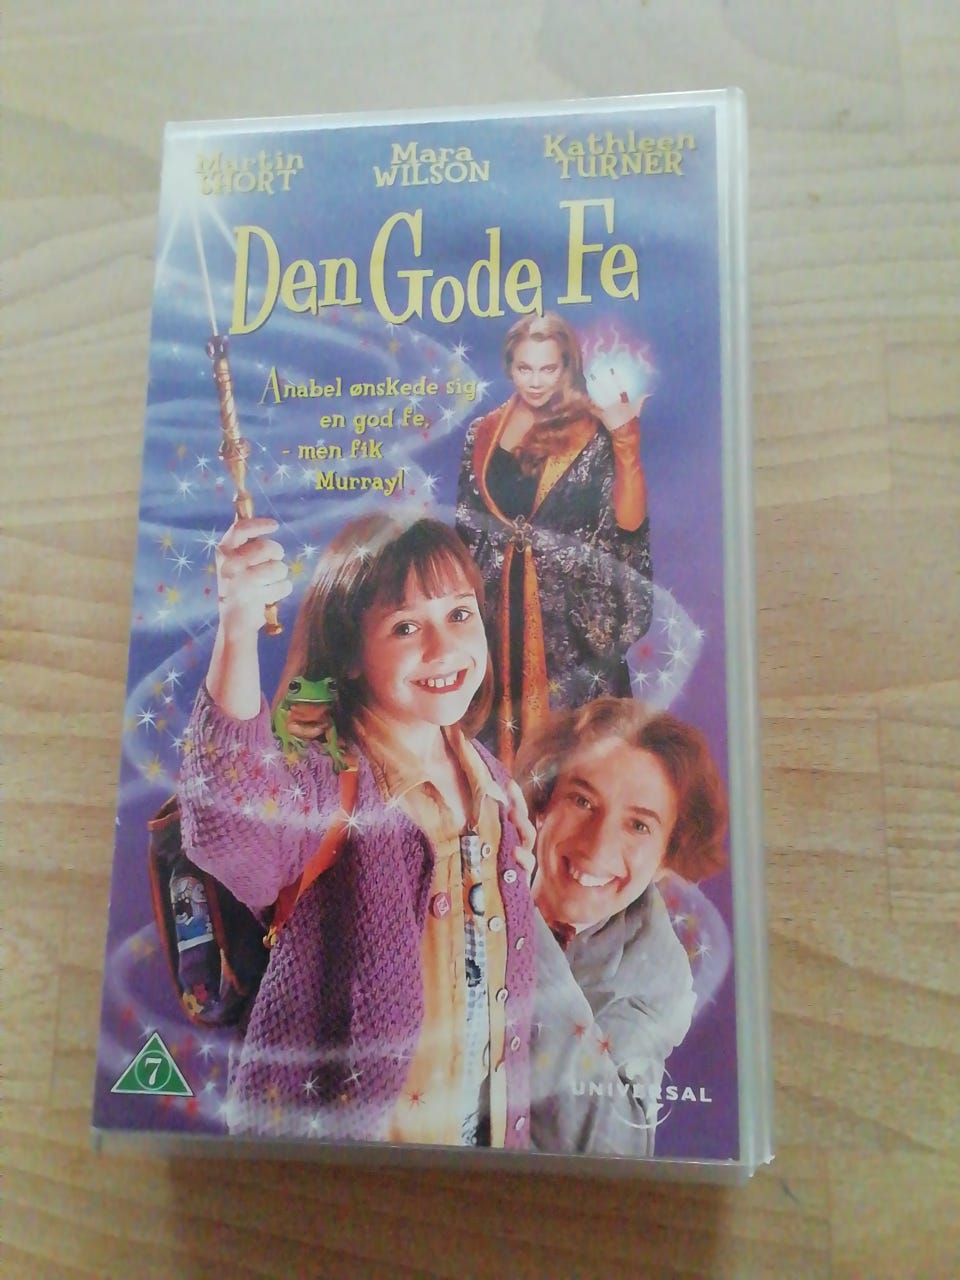 Martin SHORT
Mara WILSON
Kathleen TURNER
Den Gode Fe
Anabel ønskede sig
en god fe,
- men fik
Murray!
7
UNIVERSAL